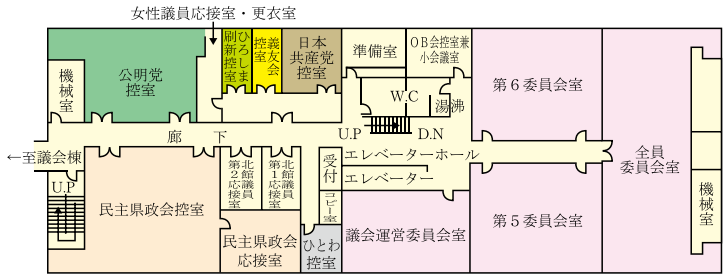 女性議員応接室・更衣室
機械室
公明党
控室
ひろしま
刷新控室
義友会
控室
日本
共産党
控室
準備室
ＯＢ会控室兼
小会議室
W.C
湯沸
第６委員会室
廊 下
U.P
D.N
←至議会棟
エレベーターホール
エレベーター
受付
コピー室
全員
委員会室
機械室
U.P
民主県政会控室
北館議員
第２応接室
北館議員
第１応接室
民主県政会
応接室
ひとわ
控室
議会運営委員会室
第５委員会室